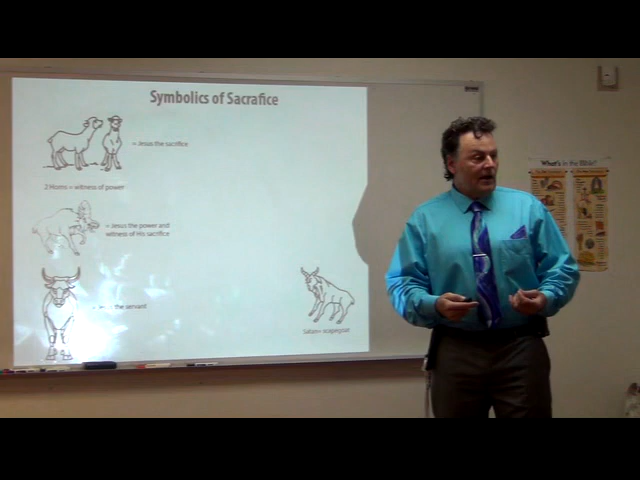 Symbolics of Sacrafice
= Jesus the sacrifice
2 Horns = witness of power
= Jesus the power and
witness of His sacrifice
the servant
Satan= scapegoat
What's In the Bible?